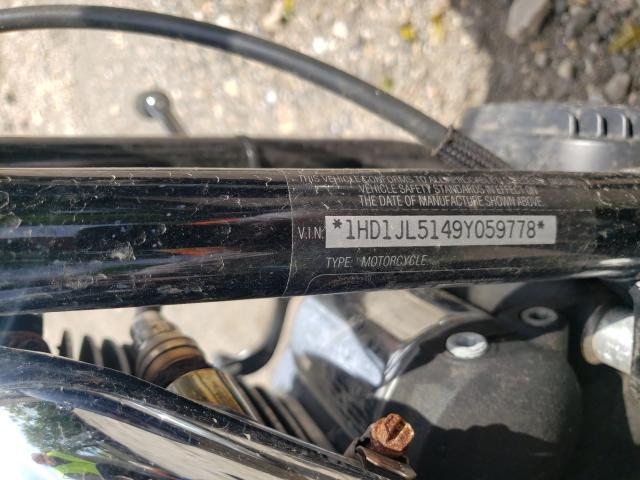 THIS VEHICLE CONFORMS TO ALL
VEHICLE SAFETY STANDARDS IN EFFECT ON
THE DATE OF MANUFACTURE SHOWN ABOVE.
V.I.N. *1HD1JL5149Y059778*
TYPE: MOTORCYCLE